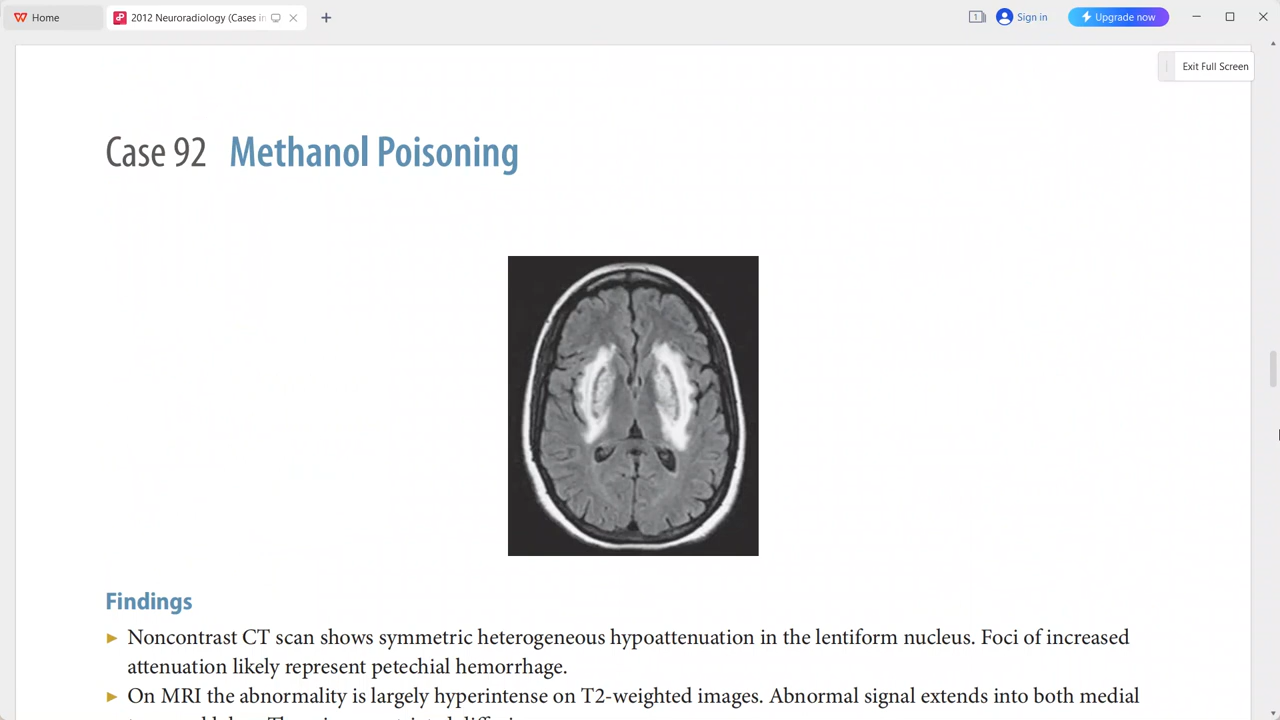 Home
2012 Neuroradiology (Cases in
1
Sign in
Upgrade now
Exit Full Screen
Case 92 Methanol Poisoning
Findings
► Noncontrast CT scan shows symmetric heterogeneous hypoattenuation in the lentiform nucleus. Foci of increased
attenuation likely represent petechial hemorrhage.
► On MRI the abnormality is largely hyperintense on T2-weighted images. Abnormal signal extends into both medial